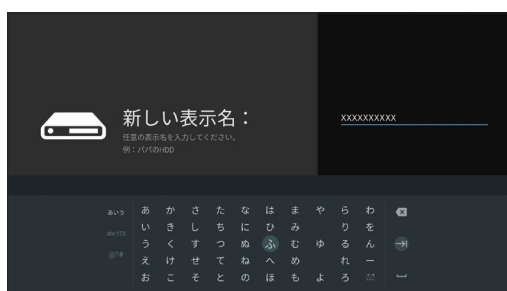 新しい表示名：
任意の表示名を入力してください。
例：パパのHDD
XXXXXXXXXX
あいう あ か さ た な は ま や ら わ
い き し ち に ひ み り を
abc123
う く す つ ぬ ふ む ゆ る ん
@?#
え け せ て ね へ め れ ー
お こ そ と の ほ も よ ろ